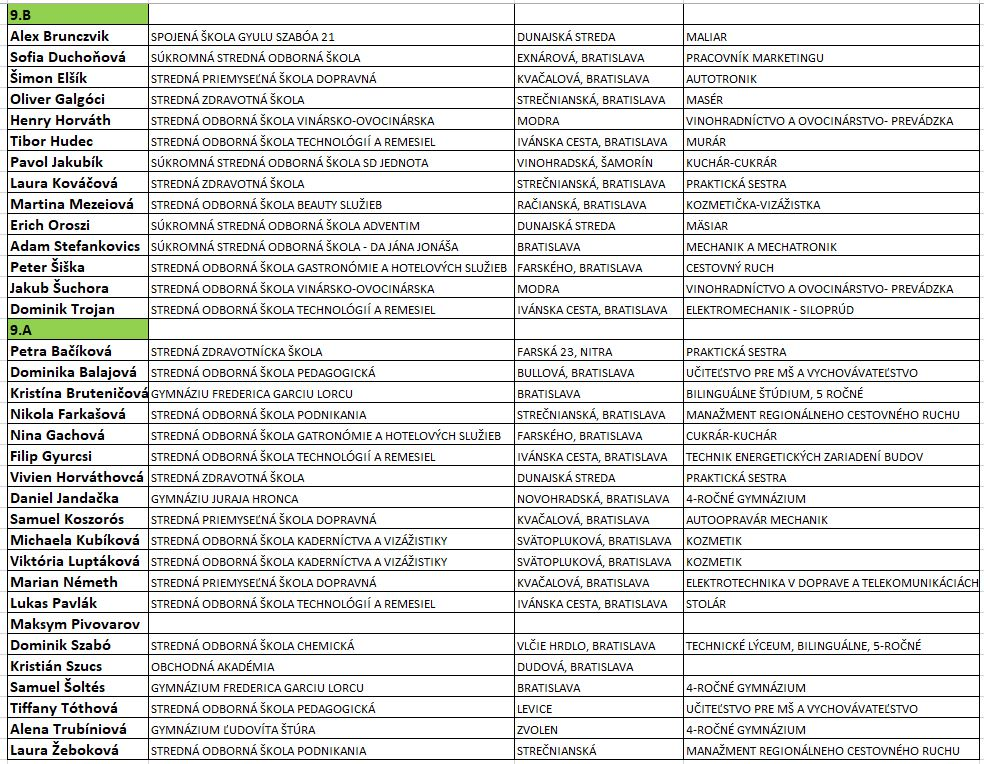 9.B
Alex Brunczvik SPOJENÁ ŠKOLA GYULU SZABÓA 21 DUNAJSKÁ STREDA MALIAR
Sofia Duchoňová SÚKROMNÁ STREDNÁ ODBORNÁ ŠKOLA EXNÁROVÁ, BRATISLAVA PRACOVNÍK MARKETINGU
Šimon Elšík STREDNÁ PRIEMYSEĽNÁ ŠKOLA DOPRAVNÁ KVAČALOVÁ, BRATISLAVA AUTOTRONIK
Oliver Galgóci STREDNÁ ZDRAVOTNÁ ŠKOLA STREČNIANSKÁ, BRATISLAVA MASÉR
Henry Horváth STREDNÁ ODBORNÁ ŠKOLA VINÁRSKO-OVOCINÁRSKA MODRA VINOHRADNÍCTVO A OVOCINÁRSTVO- PREVÁDZKA
Tibor Hudec STREDNÁ ODBORNÁ ŠKOLA TECHNOLÓGIÍ A REMESIEL IVÁNSKA CESTA, BRATISLAVA MURÁR
Pavol Jakubík SÚKROMNÁ STREDNÁ ODBORNÁ ŠKOLA SD JEDNOTA VINOHRADSKÁ, ŠAMORÍN KUCHÁR-CUKRÁR
Laura Kováčová STREDNÁ ZDRAVOTNÁ ŠKOLA STREČNIANSKÁ, BRATISLAVA PRAKTICKÁ SESTRA
Martina Mezeiová STREDNÁ ODBORNÁ ŠKOLA BEAUTY SLUŽIEB RAČIANSKÁ, BRATISLAVA KOZMETIČKA-VIZÁŽISTKA
Erich Oroszi SÚKROMNÁ STREDNÁ ODBORNÁ ŠKOLA ADVENTIM DUNAJSKÁ STREDA MÄSIAR
Adam Stefankovics SÚKROMNÁ STREDNÁ ODBORNÁ ŠKOLA - DA JÁNA JONÁŠA BRATISLAVA MECHANIK A MECHATRONIK
Peter Šiška STREDNÁ ODBORNÁ ŠKOLA GASTRONÓMIE A HOTELOVÝCH SLUŽIEB FARSKÉHO, BRATISLAVA CESTOVNÝ RUCH
Jakub Šuchora STREDNÁ ODBORNÁ ŠKOLA VINÁRSKO-OVOCINÁRSKA MODRA VINOHRADNÍCTVO A OVOCINÁRSTVO- PREVÁDZKA
Dominik Trojan STREDNÁ ODBORNÁ ŠKOLA TECHNOLÓGIÍ A REMESIEL IVÁNSKA CESTA, BRATISLAVA ELEKTROMECHANIK - SILOPRÚD
9.A
Petra Bačíková STREDNÁ ZDRAVOTNÍCKA ŠKOLA FARSKÁ 23, NITRA PRAKTICKÁ SESTRA
Dominika Balajová STREDNÁ ODBORNÁ ŠKOLA PEDAGOGICKÁ BULLOVÁ, BRATISLAVA UČITEĽSTVO PRE MŠ A VYCHOVÁVATEĽSTVO
Kristína Bruteničová GYMNÁZIU FREDERICA GARCIU LORCU BRATISLAVA BILINGUÁLNE ŠTÚDIUM, 5 ROČNÉ
Nikola Farkašová STREDNÁ ODBORNÁ ŠKOLA PODNIKANIA STREČNIANSKÁ, BRATISLAVA MANAŽMENT REGIONÁLNEHO CESTOVNÉHO RUCHU
Nina Gachová STREDNÁ ODBORNÁ ŠKOLA GATRONÓMIE A HOTELOVÝCH SLUŽIEB FARSKÉHO, BRATISLAVA CUKRÁR-KUCHÁR
Filip Gyurcsi STREDNÁ ODBORNÁ ŠKOLA TECHNOLÓGIÍ A REMESIEL IVÁNSKA CESTA, BRATISLAVA TECHNIK ENERGETICKÝCH ZARIADENÍ BUDOV
Vivien Horváthovcá STREDNÁ ZDRAVOTNÁ ŠKOLA DUNAJSKÁ STREDA PRAKTICKÁ SESTRA
Daniel Jandačka GYMNÁZIU JURAJA HRONCA NOVOHRADSKÁ, BRATISLAVA 4-ROČNÉ GYMNÁZIUM
Samuel Koszorós STREDNÁ PRIEMYSEĽNÁ ŠKOLA DOPRAVNÁ KVAČALOVÁ, BRATISLAVA AUTOOPRAVÁR MECHANIK
Michaela Kubíková STREDNÁ ODBORNÁ ŠKOLA KADERNÍCTVA A VIZÁŽISTIKY SVÄTOPLUKOVÁ, BRATISLAVA KOZMETIK
Viktória Luptáková STREDNÁ ODBORNÁ ŠKOLA KADERNÍCTVA A VIZÁŽISTIKY SVÄTOPLUKOVÁ, BRATISLAVA KOZMETIK
Marian Németh STREDNÁ PRIEMYSEĽNÁ ŠKOLA DOPRAVNÁ KVAČALOVÁ, BRATISLAVA ELEKTROTECHNIKA V DOPRAVE A TELEKOMUNIKÁCIÁCH
Lukas Pavlák STREDNÁ ODBORNÁ ŠKOLA TECHNOLÓGIÍ A REMESIEL IVÁNSKA CESTA, BRATISLAVA STOLÁR
Maksym Pivovarov
Dominik Szabó STREDNÁ ODBORNÁ ŠKOLA CHEMICKÁ VLČIE HRDLO, BRATISLAVA TECHNICKÉ LÝCEUM, BILINGUÁLNE, 5-ROČNÉ
Kristián Szucs OBCHODNÁ AKADÉMIA DUDOVÁ, BRATISLAVA
Samuel Šoltés GYMNÁZIUM FREDERICA GARCIU LORCU BRATISLAVA 4-ROČNÉ GYMNÁZIUM
Tiffany Tóthová STREDNÁ ODBORNÁ ŠKOLA PEDAGOGICKÁ LEVICE UČITEĽSTVO PRE MŠ A VYCHOVÁVATEĽSTVO
Alena Trubíniová GYMNÁZIUM ĽUDOVÍTA ŠTÚRA ZVOLEN 4-ROČNÉ GYMNÁZIUM
Laura Žeboková STREDNÁ ODBORNÁ ŠKOLA PODNIKANIA STREČNIANSKÁ MANAŽMENT REGIONÁLNEHO CESTOVNÉHO RUCHU